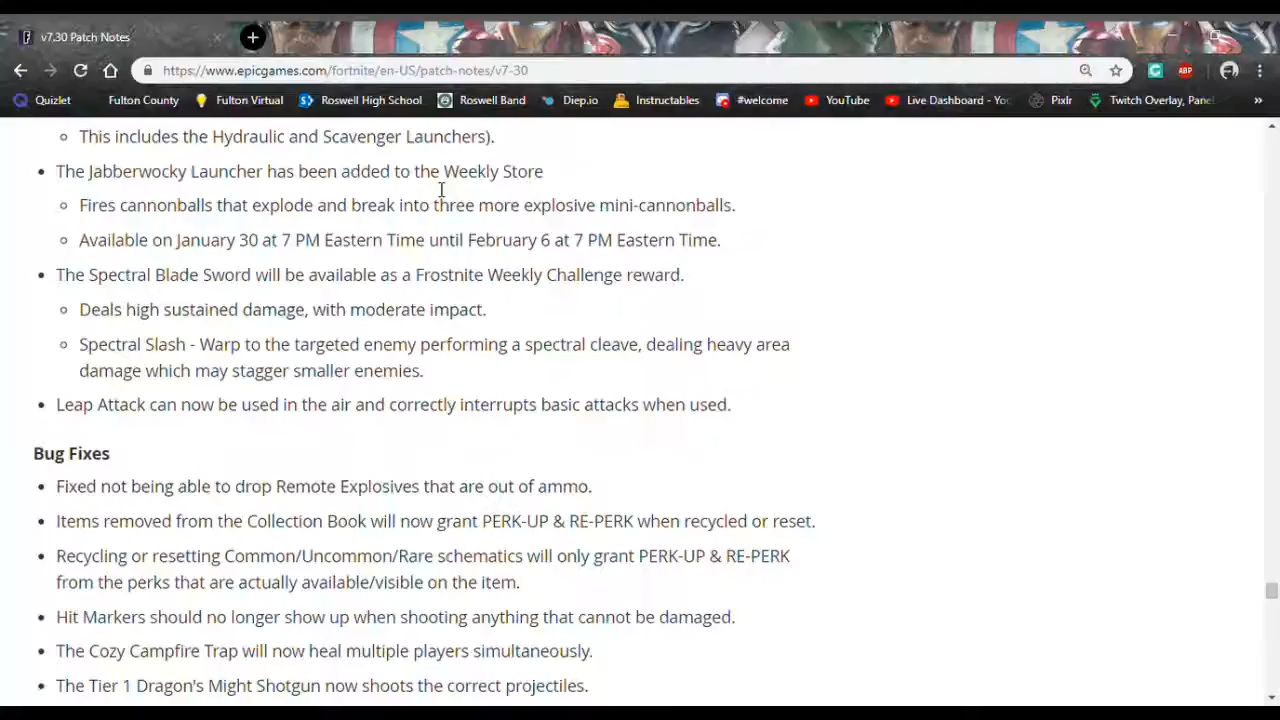 v7.30 Patch Notes
https://www.epicgames.com/fortnite/en-US/patch-notes/v7-30
ABP
Quizlet Fulton County Fulton Virtual Roswell High School Roswell Band Diep.io Instructables #welcome YouTube Live Dashboard - Yo Pixlr Twitch Overlay, Panel »
This includes the Hydraulic and Scavenger Launchers).
The Jabberwocky Launcher has been added to the Weekly Store
Fires cannonballs that explode and break into three more explosive mini-cannonballs.
Available on January 30 at 7 PM Eastern Time until February 6 at 7 PM Eastern Time.
The Spectral Blade Sword will be available as a Frostnite Weekly Challenge reward.
Deals high sustained damage, with moderate impact.
Spectral Slash - Warp to the targeted enemy performing a spectral cleave, dealing heavy area
damage which may stagger smaller enemies.
Leap Attack can now be used in the air and correctly interrupts basic attacks when used.
Bug Fixes
Fixed not being able to drop Remote Explosives that are out of ammo.
Items removed from the Collection Book will now grant PERK-UP & RE-PERK when recycled or reset.
Recycling or resetting Common/Uncommon/Rare schematics will only grant PERK-UP & RE-PERK
from the perks that are actually available/visible on the item.
Hit Markers should no longer show up when shooting anything that cannot be damaged.
The Cozy Campfire Trap will now heal multiple players simultaneously.
The Tier 1 Dragon's Might Shotgun now shoots the correct projectiles.